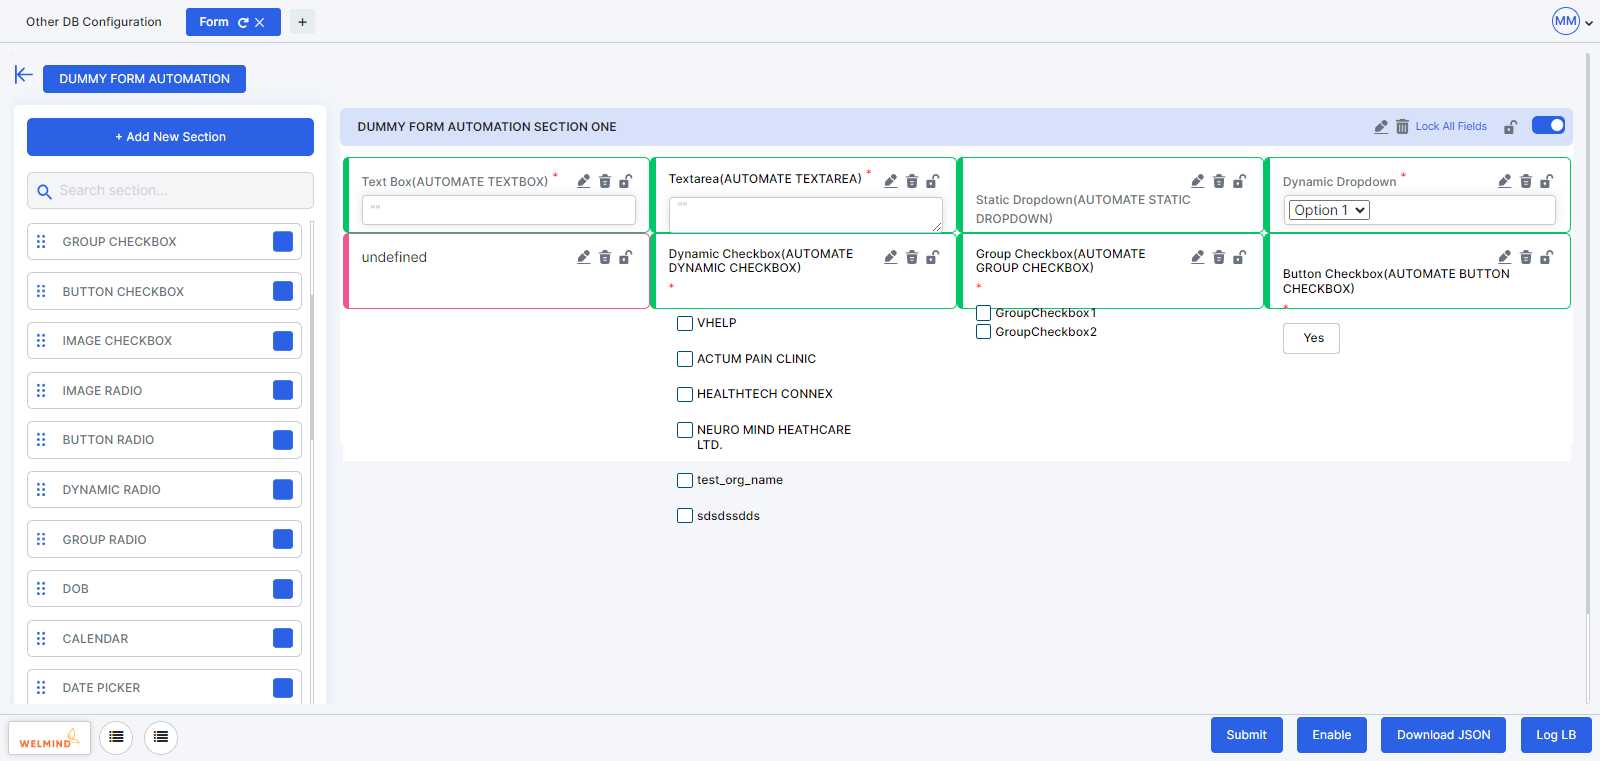 Other DB Configuration
Form
+
MM
DUMMY FORM AUTOMATION
+ Add New Section
Search section...
GROUP CHECKBOX
BUTTON CHECKBOX
IMAGE CHECKBOX
IMAGE RADIO
BUTTON RADIO
DYNAMIC RADIO
GROUP RADIO
DOB
CALENDAR
DATE PICKER
DUMMY FORM AUTOMATION SECTION ONE
Lock All Fields
Text Box(AUTOMATE TEXTBOX) *
""
Textarea(AUTOMATE TEXTAREA) *
""
Static Dropdown(AUTOMATE STATIC
DROPDOWN)
Dynamic Dropdown *
Option 1
undefined
Dynamic Checkbox(AUTOMATE
DYNAMIC CHECKBOX)
*
VHELP
ACTUM PAIN CLINIC
HEALTHTECH CONNEX
NEURO MIND HEATHCARE
LTD.
test_org_name
sdsdssdds
Group Checkbox(AUTOMATE
GROUP CHECKBOX)
*
GroupCheckbox1
GroupCheckbox2
Button Checkbox(AUTOMATE BUTTON
CHECKBOX)
*
Yes
WELMIND
Submit
Enable
Download JSON
Log LB